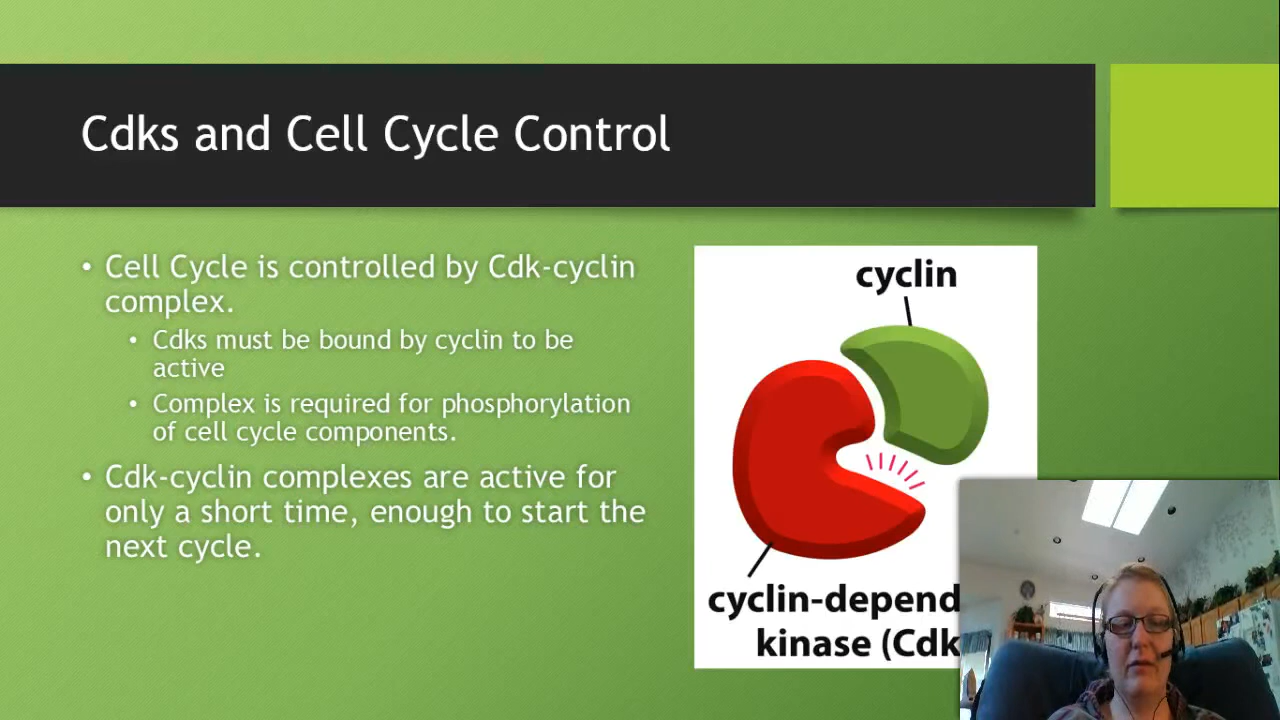 Cdks and Cell Cycle Control
• Cell Cycle is controlled by Cdk-cyclin
complex.
• Cdks must be bound by cyclin to be
active
• Complex is required for phosphorylation
of cell cycle components.
• Cdk-cyclin complexes are active for
only a short time, enough to start the
next cycle.
cyclin
cyclin-depend
kinase (Cdk